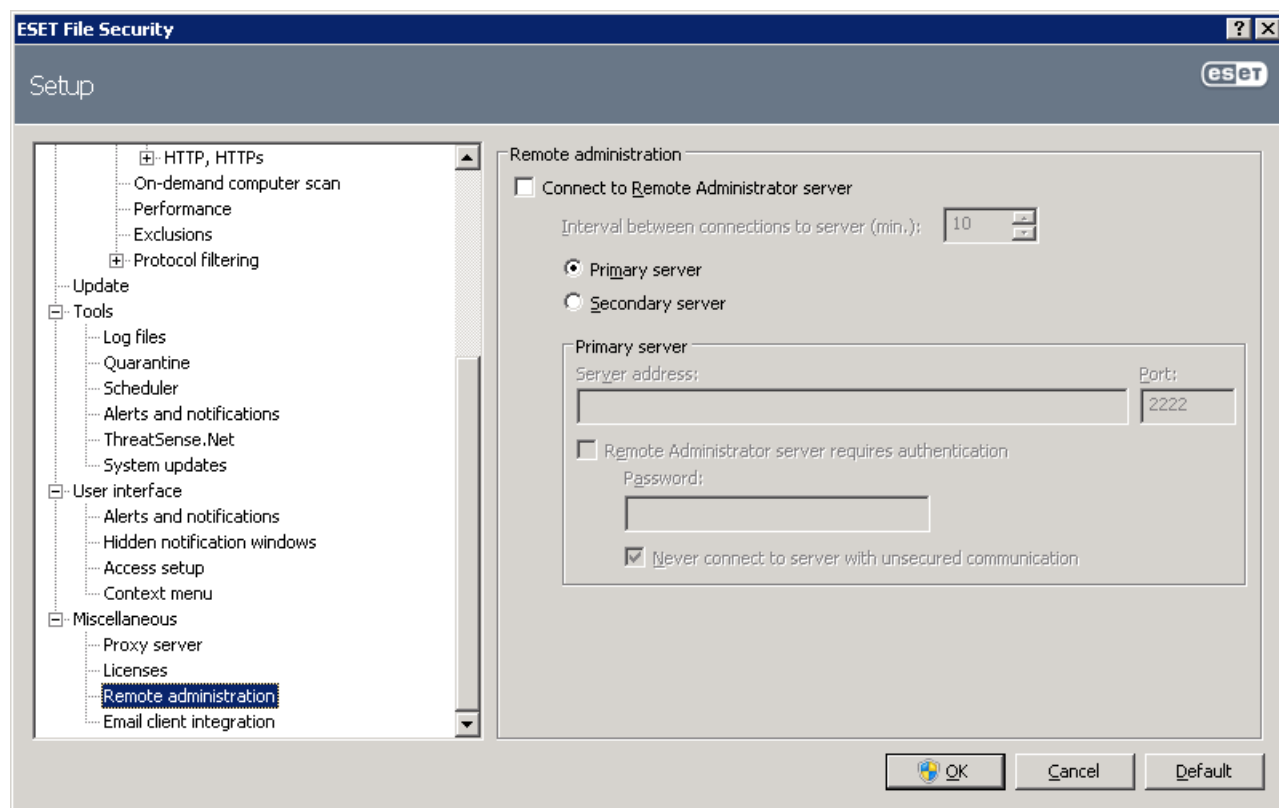 ESET File Security
Setup
eset
HTTP, HTTPs
On-demand computer scan
Performance
Exclusions
Protocol filtering
Update
Tools
Log files
Quarantine
Scheduler
Alerts and notifications
ThreatSense.Net
System updates
User interface
Alerts and notifications
Hidden notification windows
Access setup
Context menu
Miscellaneous
Proxy server
Licenses
Remote administration
Email client integration
Remote administration
Connect to Remote Administrator server
Interval between connections to server (min.): 10
Primary server
Secondary server
Primary server
Server address: Port:
2222
Remote Administrator server requires authentication
Password:
Never connect to server with unsecured communication
OK Cancel Default